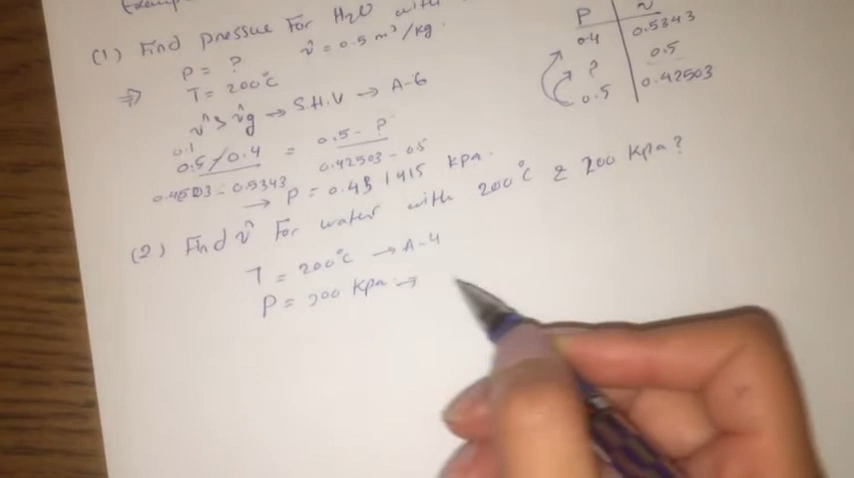 (1) Find pressure For H2O with
P = ?
v̂ = 0.5 m³/kg.
⇒ T = 200°C
v̂ > v̂g → S.H.V → A-6
0.1
0.5 - 0.4 = 0.5 - ?
0.42503 - 0.5343 0.42503 - 0.5
→ P = 0.431415 kPa.
P v̂
0.4 0.5343
? 0.5
0.5 0.42503
(2) Find v̂ For water with 200°C & 200 kPa?
T = 200°C → A-4
P = 200 kPa →